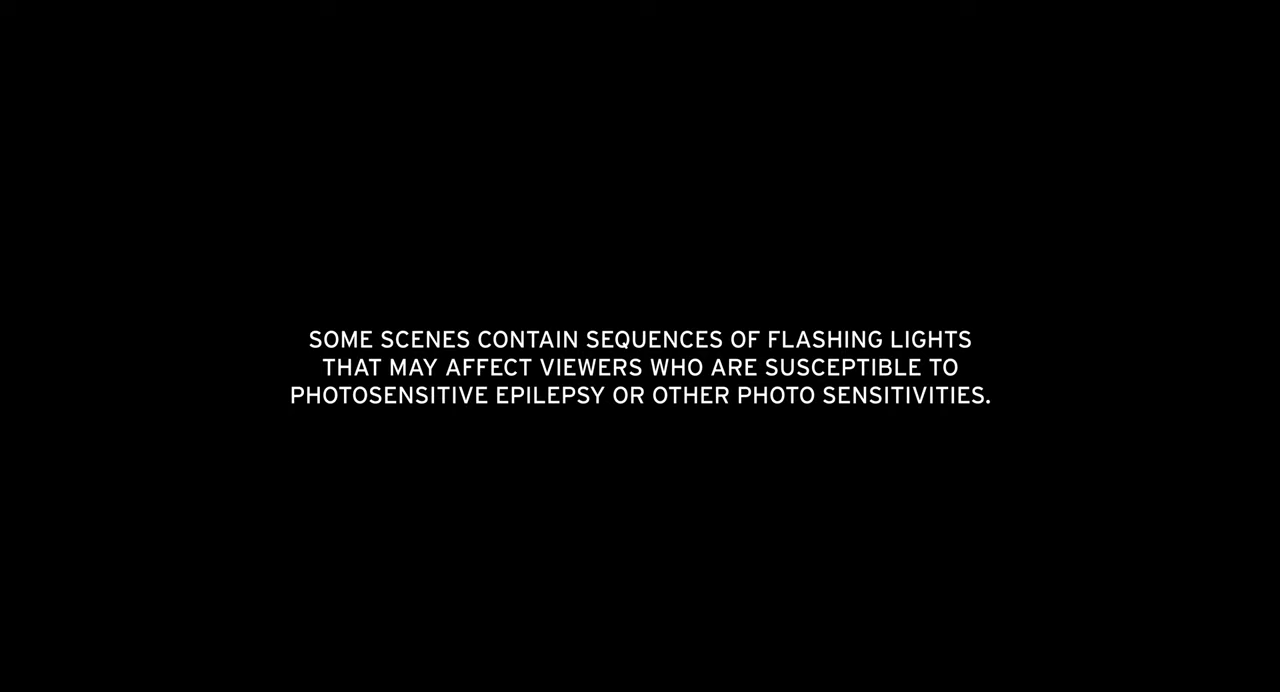 SOME SCENES CONTAIN SEQUENCES OF FLASHING LIGHTS
THAT MAY AFFECT VIEWERS WHO ARE SUSCEPTIBLE TO
PHOTOSENSITIVE EPILEPSY OR OTHER PHOTO SENSITIVITIES.